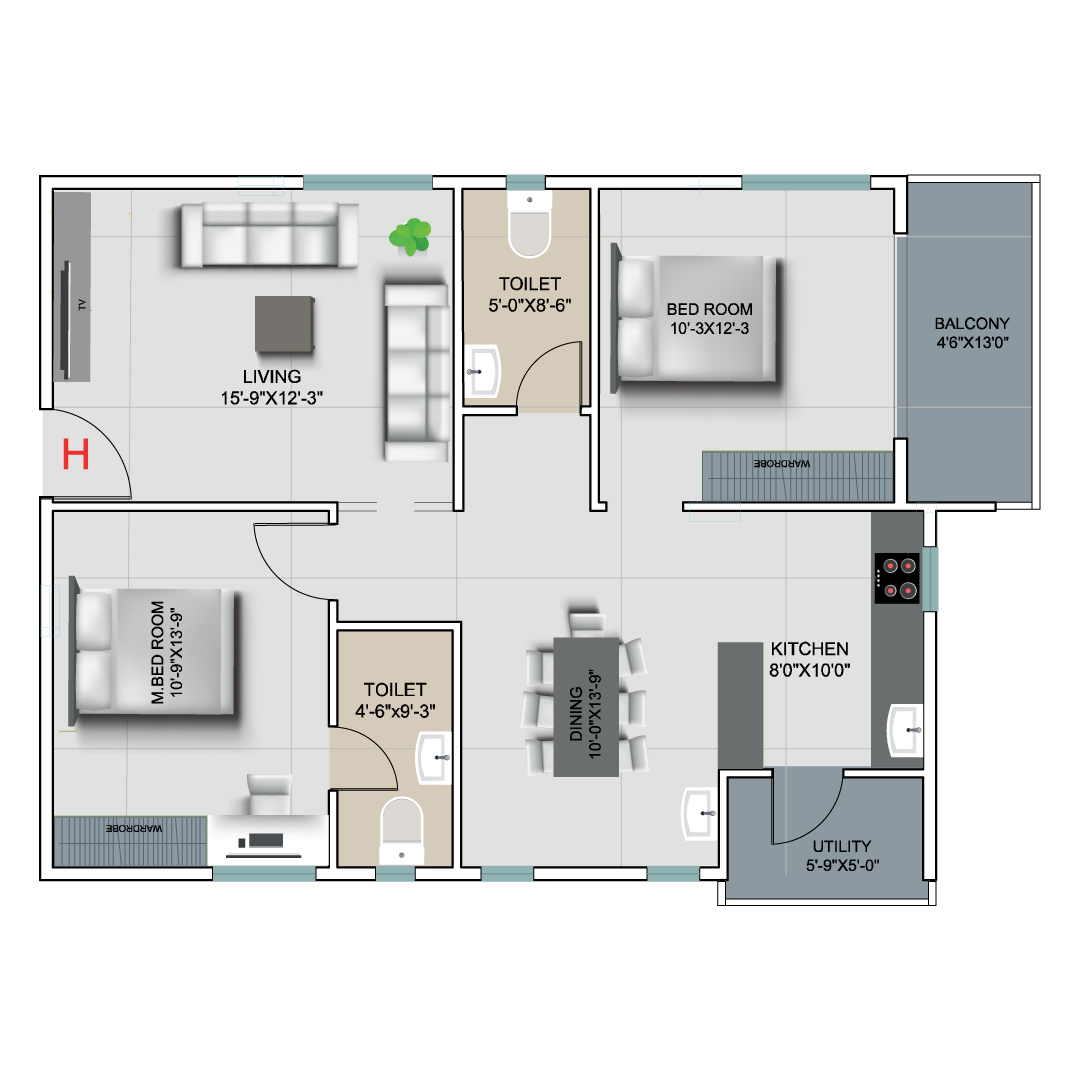 TV
LIVING
15'-9"X12'-3"
H
TOILET
5'-0"X8'-6"
BED ROOM
10'-3X12'-3
WARDROBE
BALCONY
4'6"X13'0"
M.BED ROOM
10'-9"X13'-9"
WARDROBE
TOILET
4'-6"x9'-3"
DINING
10'-0"X13'-9"
KITCHEN
8'0"X10'0"
UTILITY
5'-9"X5'-0"